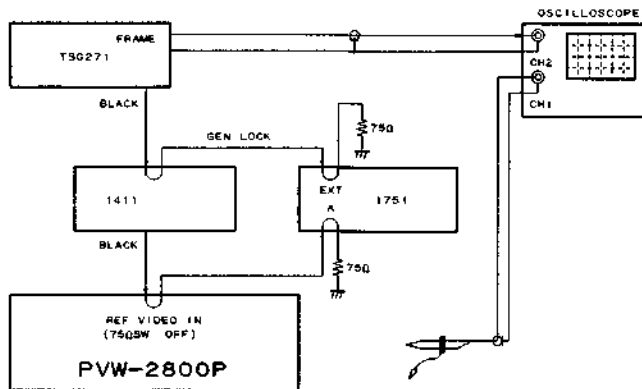 OSCILLOSCOPE
FRAME
TSG271
CH2
CH1
BLACK
GEN LOCK
75Ω
1411
EXT
A
1751
BLACK
75Ω
REF VIDEO IN
(75ΩSW OFF)
PVW-2800P